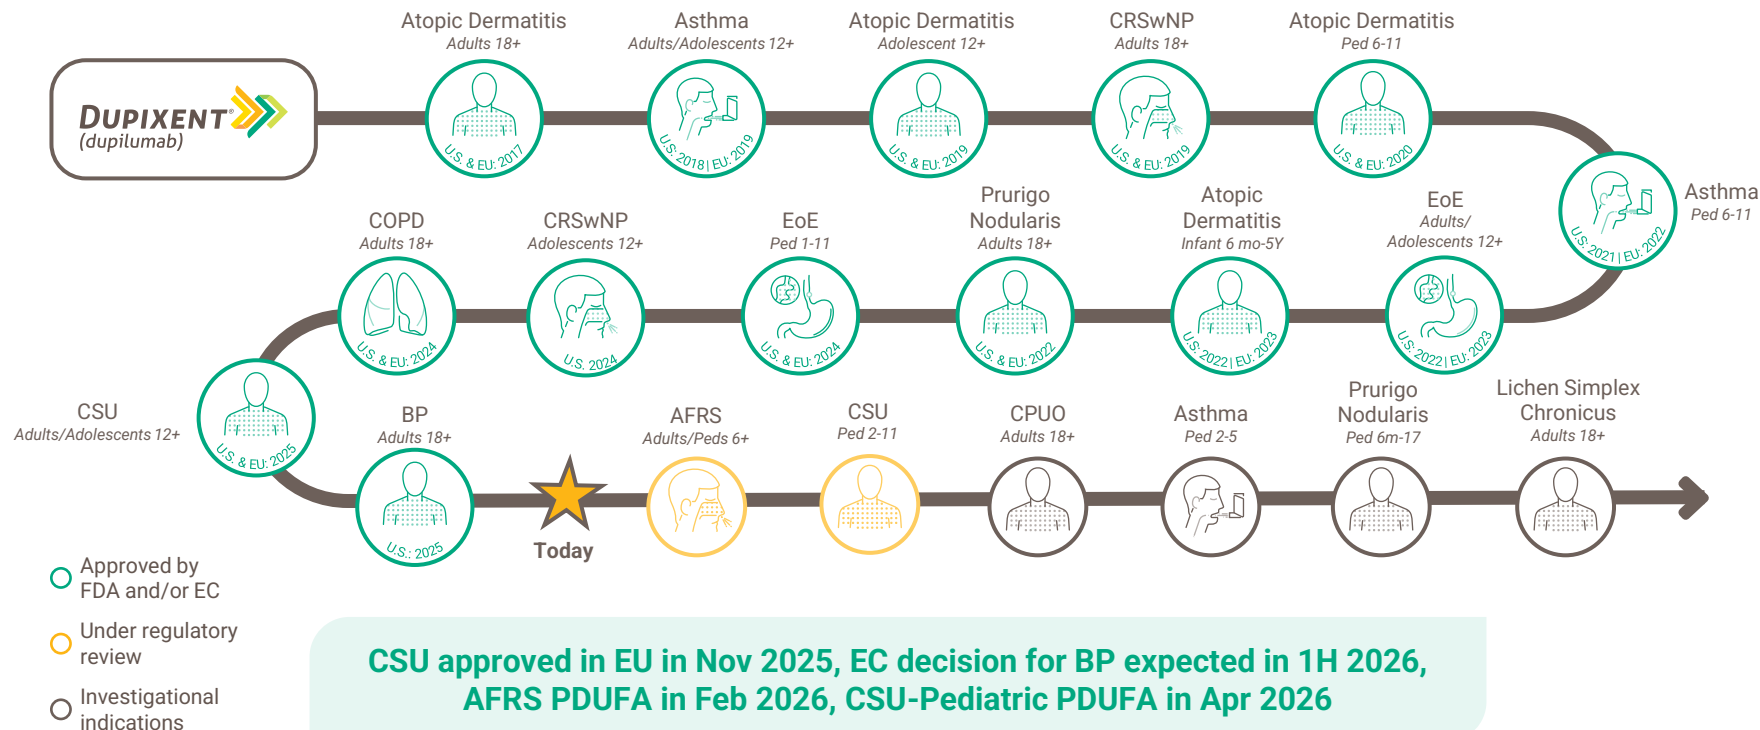 DUPIXENT®
(dupilumab)
Atopic Dermatitis
Adults 18+
U.S. & EU: 2017
Asthma
Adults/Adolescents 12+
U.S: 2018 | EU: 2019
Atopic Dermatitis
Adolescent 12+
U.S. & EU: 2019
CRSwNP
Adults 18+
U.S. & EU: 2019
Atopic Dermatitis
Ped 6-11
U.S. & EU: 2020
Asthma
Ped 6-11
U.S: 2021 | EU: 2022
COPD
Adults 18+
U.S. & EU: 2024
CRSwNP
Adolescents 12+
U.S. 2024
EoE
Ped 1-11
U.S. & EU: 2024
Prurigo
Nodularis
Adults 18+
U.S. & EU: 2022
Atopic
Dermatitis
Infant 6 mo-5Y
U.S: 2022 | EU: 2023
EoE
Adults/
Adolescents 12+
U.S: 2022 | EU: 2023
CSU
Adults/Adolescents 12+
U.S. & EU: 2025
BP
Adults 18+
U.S.: 2025
Today
AFRS
Adults/Peds 6+
CSU
Ped 2-11
CPUO
Adults 18+
Asthma
Ped 2-5
Prurigo
Nodularis
Ped 6m-17
Lichen Simplex
Chronicus
Adults 18+
Approved by
FDA and/or EC
Under regulatory
review
Investigational
indications
CSU approved in EU in Nov 2025, EC decision for BP expected in 1H 2026,
AFRS PDUFA in Feb 2026, CSU-Pediatric PDUFA in Apr 2026